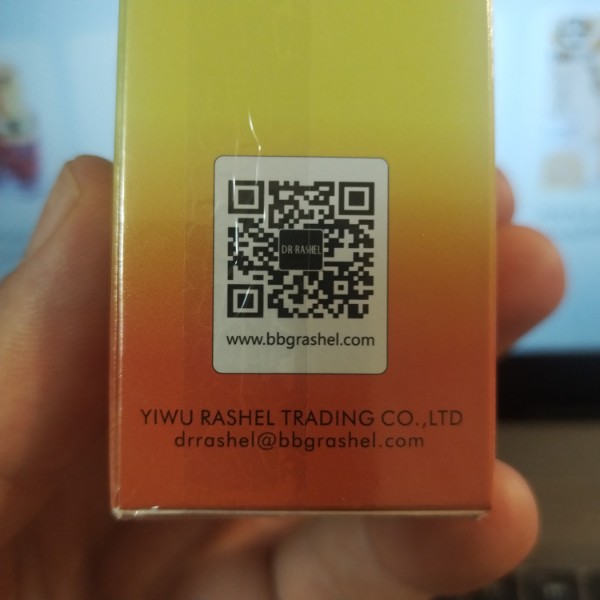 DR·RASHEL
www.bbgrashel.com
YIWU RASHEL TRADING CO.,LTD
drrashel@bbgrashel.com